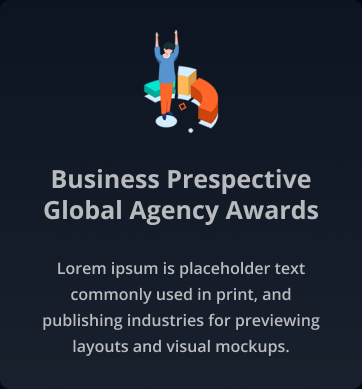 Business Prespective
Global Agency Awards
Lorem ipsum is placeholder text
commonly used in print, and
publishing industries for previewing
layouts and visual mockups.